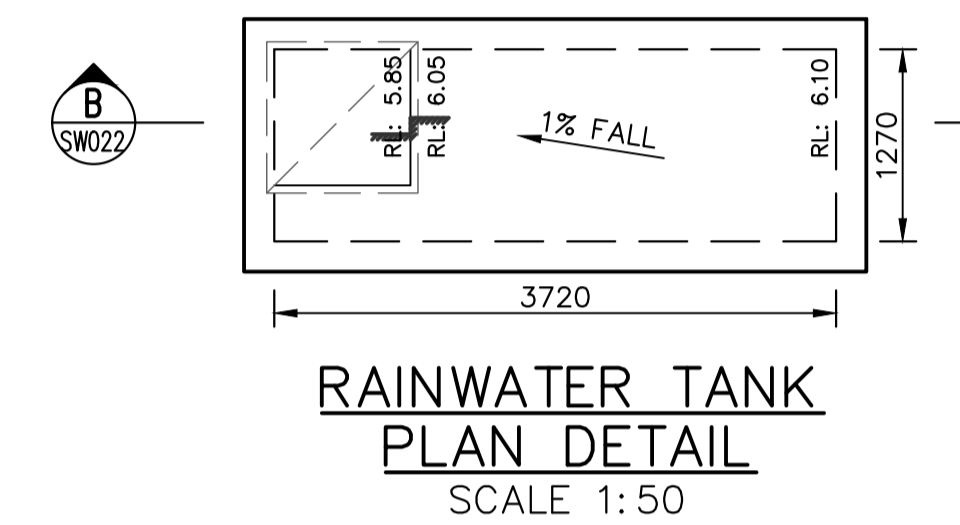 B
SW022
RL: 5.85
RL: 6.05
1% FALL
RL: 6.10
1270
3720
RAINWATER TANK
PLAN DETAIL
SCALE 1:50